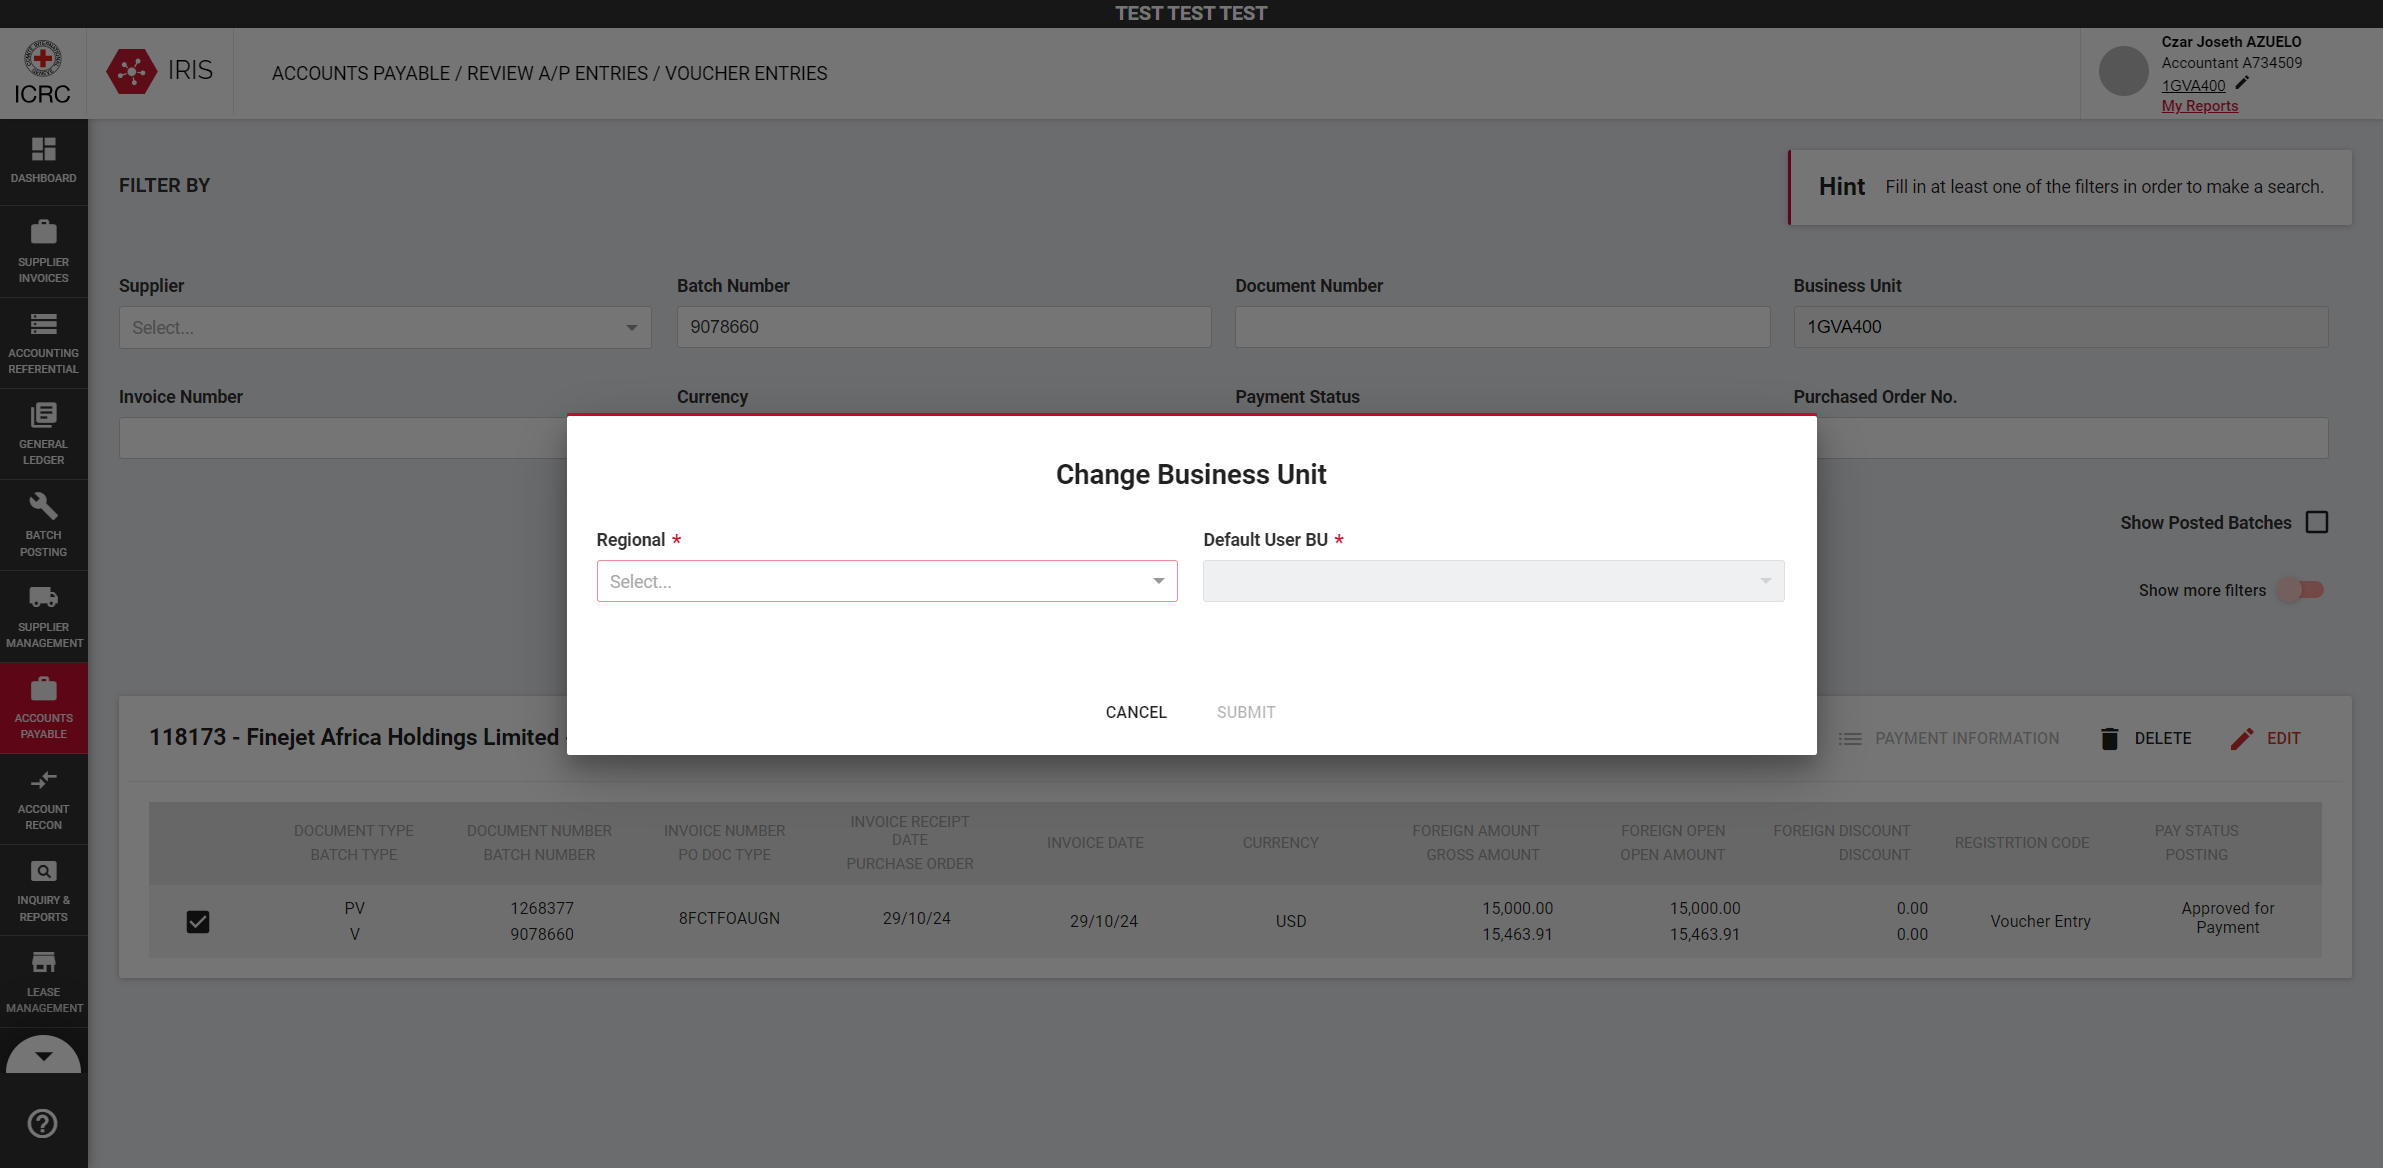 TEST TEST TEST
ICRC
IRIS
ACCOUNTS PAYABLE / REVIEW A/P ENTRIES / VOUCHER ENTRIES
Czar Joseth AZUELO
Accountant A734509
1GVA400
My Reports
DASHBOARD
SUPPLIER
INVOICES
ACCOUNTING
REFERENTIAL
GENERAL
LEDGER
BATCH
POSTING
SUPPLIER
MANAGEMENT
ACCOUNTS
PAYABLE
ACCOUNT
RECON
INQUIRY &
REPORTS
LEASE
MANAGEMENT
FILTER BY
Hint Fill in at least one of the filters in order to make a search.
Supplier
Select...
Batch Number
9078660
Document Number
Business Unit
1GVA400
Invoice Number
Currency
Payment Status
Purchased Order No.
Show Posted Batches
Show more filters
Change Business Unit
Regional *
Select...
Default User BU *
CANCEL
SUBMIT
118173 - Finejet Africa Holdings Limited -
PAYMENT INFORMATION
DELETE
EDIT
DOCUMENT TYPE
BATCH TYPE
DOCUMENT NUMBER
BATCH NUMBER
INVOICE NUMBER
PO DOC TYPE
INVOICE RECEIPT
DATE
PURCHASE ORDER
INVOICE DATE
CURRENCY
FOREIGN AMOUNT
GROSS AMOUNT
FOREIGN OPEN
OPEN AMOUNT
FOREIGN DISCOUNT
DISCOUNT
REGISTRTION CODE
PAY STATUS
POSTING
PV
V
1268377
9078660
8FCTFOAUGN
29/10/24
29/10/24
USD
15,000.00
15,463.91
15,000.00
15,463.91
0.00
0.00
Voucher Entry
Approved for
Payment